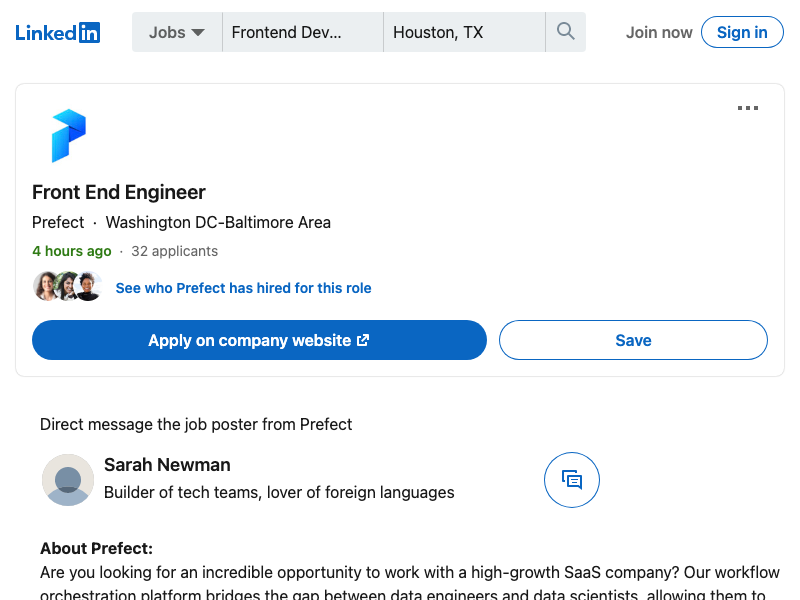 LinkedIn
Jobs
Frontend Dev...
Houston, TX
Join now
Sign in
Front End Engineer
Prefect · Washington DC-Baltimore Area
4 hours ago · 32 applicants
See who Prefect has hired for this role
Apply on company website
Save
Direct message the job poster from Prefect
Sarah Newman
Builder of tech teams, lover of foreign languages
About Prefect:
Are you looking for an incredible opportunity to work with a high-growth SaaS company? Our workflow
orchestration platform bridges the gap between data engineers and data scientists, allowing them to